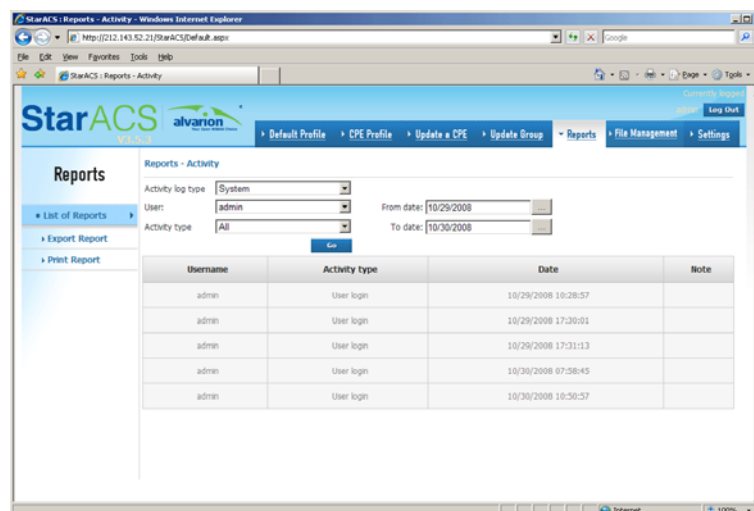 StarACS : Reports - Activity - Windows Internet Explorer
http://212.143.52.21/StarACS/Default.aspx
Google
File Edit View Favorites Tools Help
StarACS : Reports - Activity
Page Tools
Currently logged
admin Log Out
StarACS
V3.5.3
alvarion
Default Profile CPE Profile Update a CPE Update Group Reports File Management Settings
Reports
List of Reports
Export Report
Print Report
Reports - Activity
Activity log type System
User: admin From date: 10/29/2008 ...
Activity type All To date: 10/30/2008 ...
Go
Username Activity type Date Note
admin User login 10/29/2008 10:28:57
admin User login 10/29/2008 17:30:01
admin User login 10/29/2008 17:31:13
admin User login 10/30/2008 07:58:45
admin User login 10/30/2008 10:50:57
Internet 100%